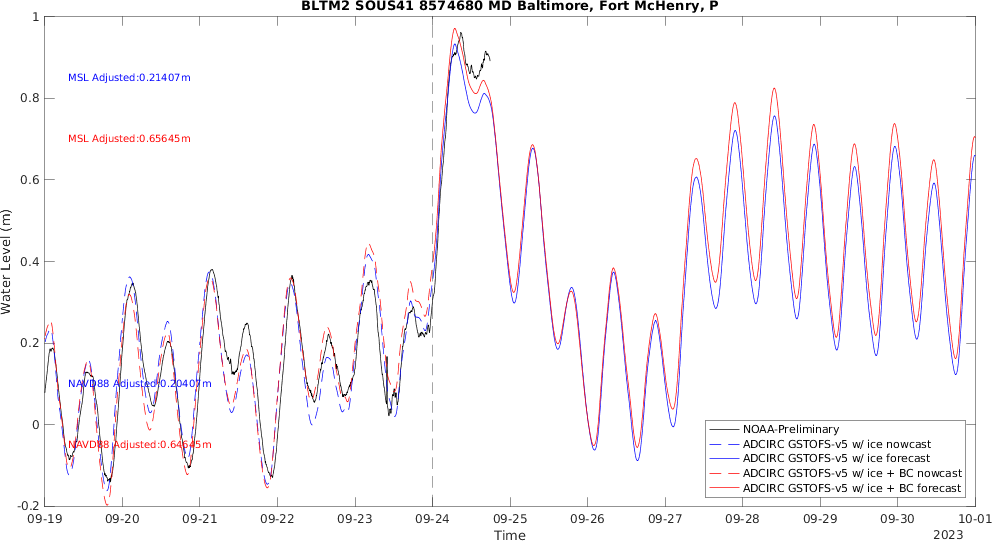 BLTM2 SOUS41 8574680 MD Baltimore, Fort McHenry, P
1
0.8
0.6
0.4
0.2
0
-0.2
Water Level (m)
MSL Adjusted:0.21407m
MSL Adjusted:0.65645m
NAVD88 Adjusted:0.20407m
NAVD88 Adjusted:0.64645m
NOAA-Preliminary
ADCIRC GSTOFS-v5 w/ ice nowcast
ADCIRC GSTOFS-v5 w/ ice forecast
ADCIRC GSTOFS-v5 w/ ice + BC nowcast
ADCIRC GSTOFS-v5 w/ ice + BC forecast
09-19 09-20 09-21 09-22 09-23 09-24 09-25 09-26 09-27 09-28 09-29 09-30 10-01
Time
2023